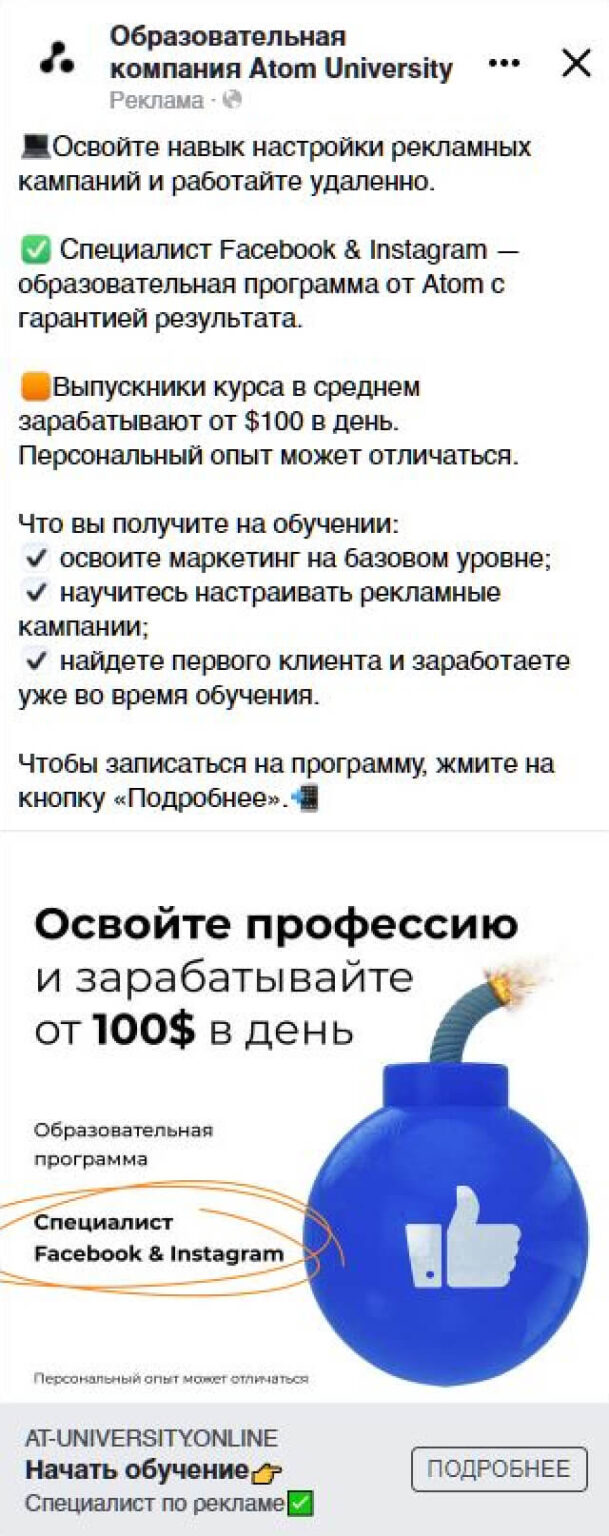 Образовательная
компания Atom University
Реклама ·
Освойте навык настройки рекламных
кампаний и работайте удаленно.
Специалист Facebook & Instagram —
образовательная программа от Atom с
гарантией результата.
Выпускники курса в среднем
зарабатывают от $100 в день.
Персональный опыт может отличаться.
Что вы получите на обучении:
✓ освоите маркетинг на базовом уровне;
✓ научитесь настраивать рекламные
кампании;
✓ найдете первого клиента и заработаете
уже во время обучения.
Чтобы записаться на программу, жмите на
кнопку «Подробнее».
Освойте профессию
и зарабатывайте
от 100$ в день
Образовательная
программа
Специалист
Facebook & Instagram
Персональный опыт может отличаться
AT-UNIVERSITY.ONLINE
Начать обучение
Специалист по рекламе
ПОДРОБНЕЕ